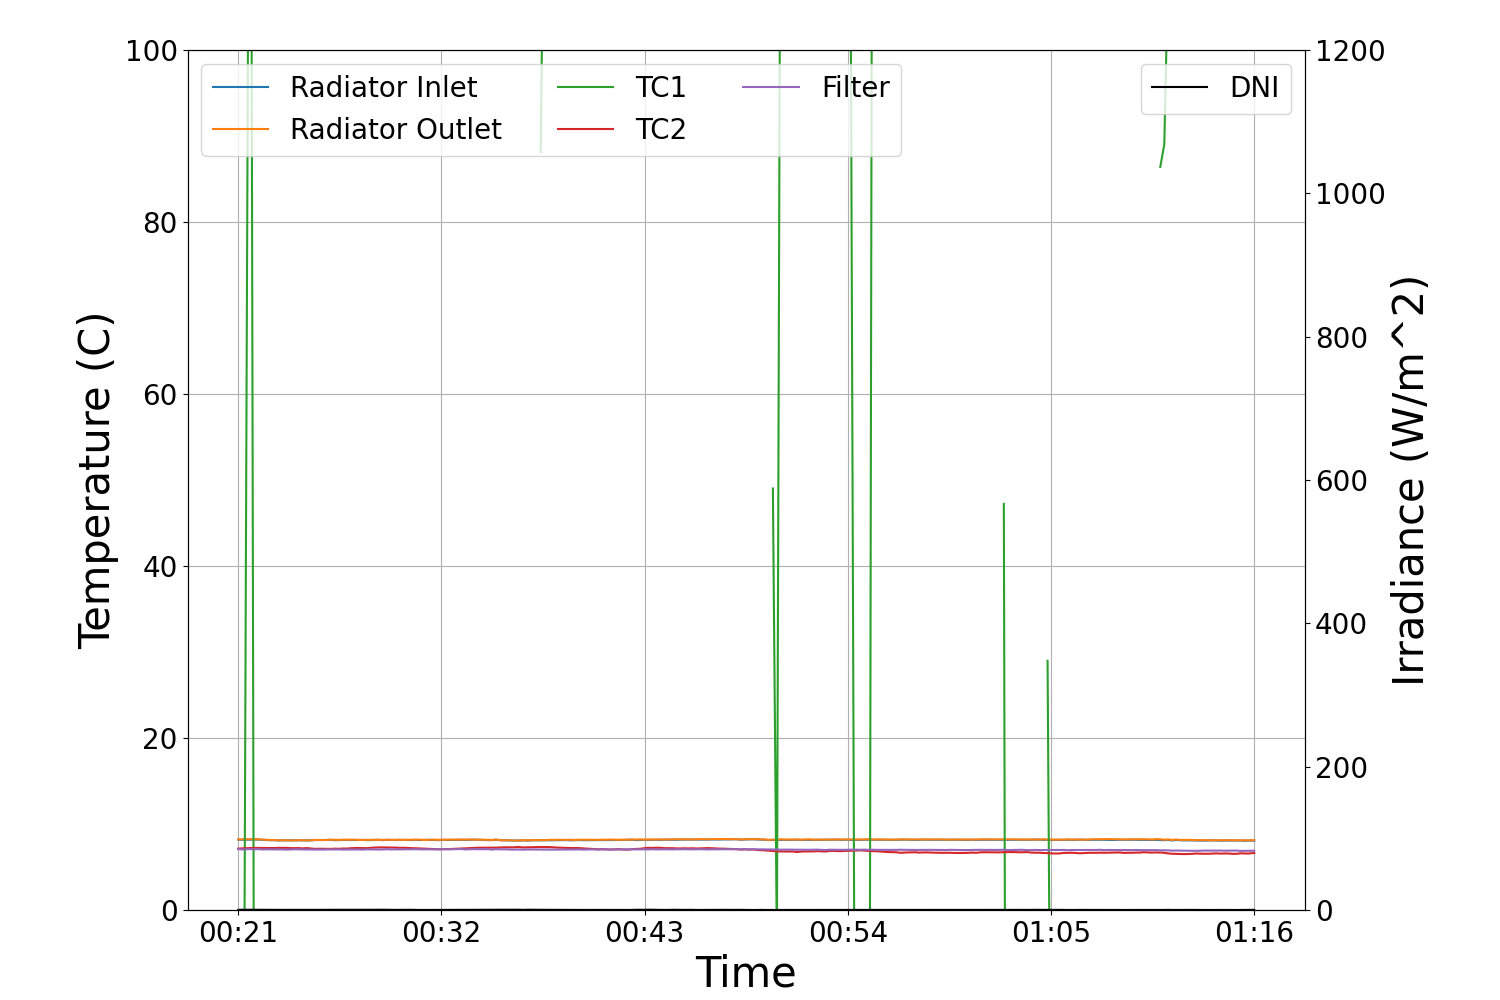 100
80
60
40
20
0
Temperature (C)
Radiator Inlet
Radiator Outlet
TC1
TC2
Filter
DNI
1200
1000
800
600
400
200
0
Irradiance (W/m^2)
00:21
00:32
00:43
00:54
01:05
01:16
Time